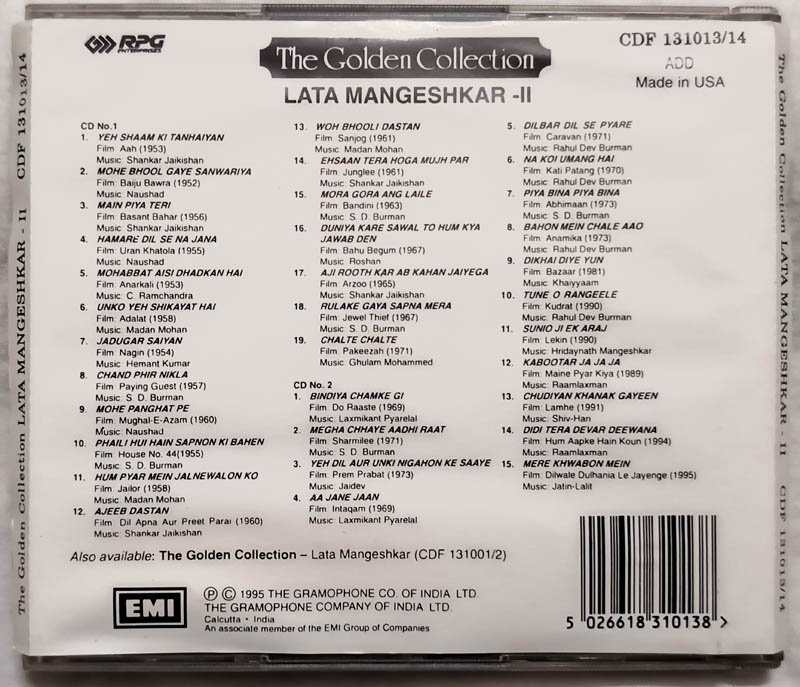 RPG
ENTERPRISES
The Golden Collection
LATA MANGESHKAR -II
CDF 131013/14
ADD
Made in USA
CD No.1
1. YEH SHAAM KI TANHAIYAN
Film: Aah (1953)
Music: Shankar Jaikishan
2. MOHE BHOOL GAYE SANWARIYA
Film: Baiju Bawra (1952)
Music: Naushad
3. MAIN PIYA TERI
Film: Basant Bahar (1956)
Music: Shankar Jaikishan
4. HAMARE DIL SE NA JANA
Film: Uran Khatola (1955)
Music: Naushad
5. MOHABBAT AISI DHADKAN HAI
Film: Anarkali (1953)
Music: C. Ramchandra
6. UNKO YEH SHIKAYAT HAI
Film: Adalat (1958)
Music: Madan Mohan
7. JADUGAR SAIYAN
Film: Nagin (1954)
Music: Hemant Kumar
8. CHAND PHIR NIKLA
Film: Paying Guest (1957)
Music: S. D. Burman
9. MOHE PANGHAT PE
Film: Mughal-E-Azam (1960)
Music: Naushad
10. PHAILI HUI HAIN SAPNON KI BAHEN
Film: House No. 44(1955)
Music: S. D. Burman
11. HUM PYAR MEIN JALNEWALON KO
Film: Jailor (1958)
Music: Madan Mohan
12. AJEEB DASTAN
Film: Dil Apna Aur Preet Parai (1960)
Music: Shankar Jaikishan
13. WOH BHOOLI DASTAN
Film: Sanjog (1961)
Music: Madan Mohan
14. EHSAAN TERA HOGA MUJH PAR
Film: Junglee (1961)
Music: Shankar Jaikishan
15. MORA GORA ANG LAILE
Film: Bandini (1963)
Music: S. D. Burman
16. DUNIYA KARE SAWAL TO HUM KYA
JAWAB DEN
Film: Bahu Begum (1967)
Music: Roshan
17. AJI ROOTH KAR AB KAHAN JAIYEGA
Film: Arzoo (1965)
Music: Shankar Jaikishan
18. RULAKE GAYA SAPNA MERA
Film: Jewel Thief (1967)
Music: S. D. Burman
19. CHALTE CHALTE
Film: Pakeezah (1971)
Music: Ghulam Mohammed
CD No. 2
1. BINDIYA CHAMKE GI
Film: Do Raaste (1969)
Music: Laxmikant Pyarelal
2. MEGHA CHHAYE AADHI RAAT
Film: Sharmilee (1971)
Music: S. D. Burman
3. YEH DIL AUR UNKI NIGAHON KE SAAYE
Film: Prem Prabat (1973)
Music: Jaidev
4. AA JANE JAAN
Film: Intaqam (1969)
Music: Laxmikant Pyarelal
5. DILBAR DIL SE PYARE
Film: Caravan (1971)
Music: Rahul Dev Burman
6. NA KOI UMANG HAI
Film: Kati Patang (1970)
Music: Rahul Dev Burman
7. PIYA BINA PIYA BINA
Film: Abhimaan (1973)
Music: S. D. Burman
8. BAHON MEIN CHALE AAO
Film: Anamika (1973)
Music: Rahul Dev Burman
9. DIKHAI DIYE YUN
Film: Bazaar (1981)
Music: Khaiyyaam
10. TUNE O RANGEELE
Film: Kudrat (1990)
Music: Rahul Dev Burman
11. SUNIO JI EK ARAJ
Film: Lekin (1990)
Music: Hridaynath Mangeshkar
12. KABOOTAR JA JA JA
Film: Maine Pyar Kiya (1989)
Music: Raamlaxman
13. CHUDIYAN KHANAK GAYEEN
Film: Lamhe (1991)
Music: Shiv-Hari
14. DIDI TERA DEVAR DEEWANA
Film: Hum Aapke Hain Koun (1994)
Music: Raamlaxman
15. MERE KHWABON MEIN
Film: Dilwale Dulhania Le Jayenge (1995)
Music: Jatin-Lalit
Also available: The Golden Collection – Lata Mangeshkar (CDF 131001/2)
EMI
Ⓟ © 1995 THE GRAMOPHONE CO. OF INDIA LTD.
THE GRAMOPHONE COMPANY OF INDIA LTD.
Calcutta • India
An associate member of the EMI Group of Companies
5 026618 310138 >
The Golden Collection LATA MANGESHKAR - II CDF 131013/14
The Golden Collection LATA MANGESHKAR - II CDF 131013/14